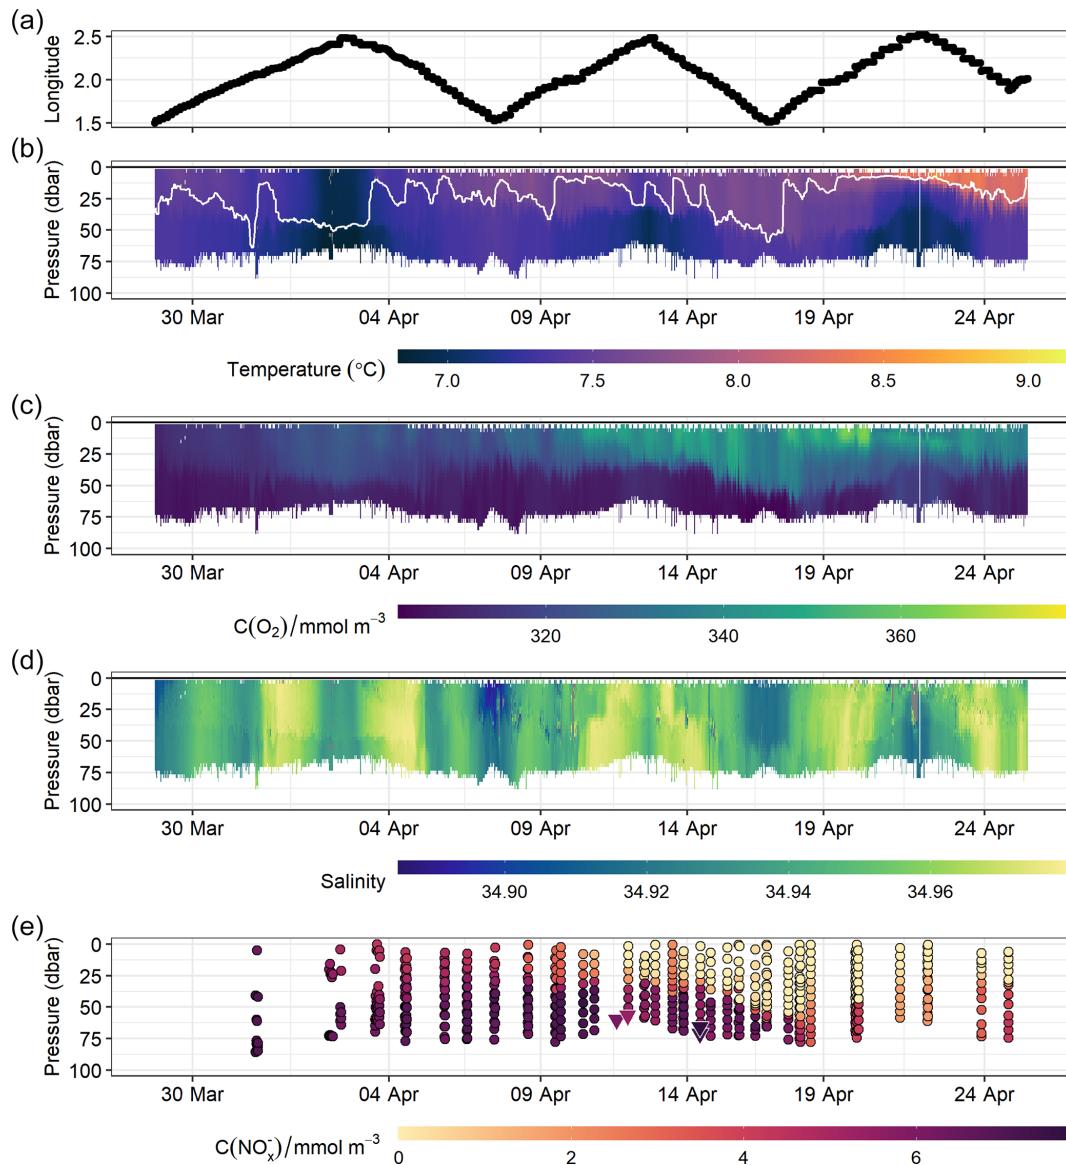 (a)
Longitude
2.5
2.0
1.5
(b)
Pressure (dbar)
0
25
50
75
100
30 Mar 04 Apr 09 Apr 14 Apr 19 Apr 24 Apr
Temperature (°C)
7.0 7.5 8.0 8.5 9.0
(c)
Pressure (dbar)
0
25
50
75
100
30 Mar 04 Apr 09 Apr 14 Apr 19 Apr 24 Apr
C(O₂)/mmol m⁻³
320 340 360
(d)
Pressure (dbar)
0
25
50
75
100
30 Mar 04 Apr 09 Apr 14 Apr 19 Apr 24 Apr
Salinity
34.90 34.92 34.94 34.96
(e)
Pressure (dbar)
0
25
50
75
100
30 Mar 04 Apr 09 Apr 14 Apr 19 Apr 24 Apr
C(NOₓ⁻)/mmol m⁻³
0 2 4 6